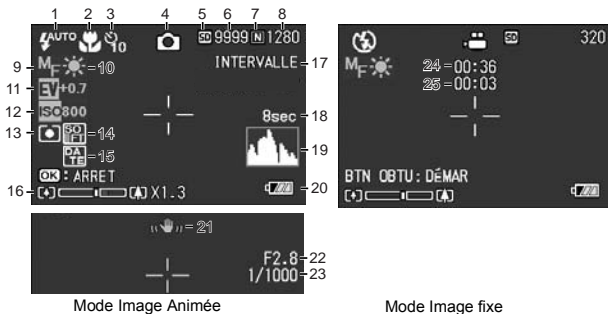 1 2 3 4 5 6 7 8
AUTO 10 SD 9999 N 1280
9 MF 10 INTERVALLE 17
11 EV +0.7
12 ISO 800 8sec 18
13 SOFT 14 19
DATE 15
OK : ARRET
16 X1.3 20
21
F2.8 22
1/1000 23
Mode Image Animée
SD 320
MF 24 00:36
25 00:03
BTN OBTU: DÉMAR
Mode Image fixe